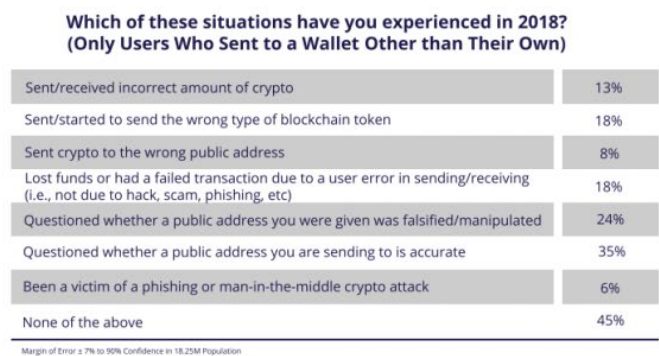 Which of these situations have you experienced in 2018?
(Only Users Who Sent to a Wallet Other than Their Own)
Sent/received incorrect amount of crypto 13%
Sent/started to send the wrong type of blockchain token 18%
Sent crypto to the wrong public address 8%
Lost funds or had a failed transaction due to a user error in sending/receiving
(i.e., not due to hack, scam, phishing, etc) 18%
Questioned whether a public address you were given was falsified/manipulated 24%
Questioned whether a public address you are sending to is accurate 35%
Been a victim of a phishing or man-in-the-middle crypto attack 6%
None of the above 45%
Margin of Error ± 7% to 90% Confidence in 18.25M Population